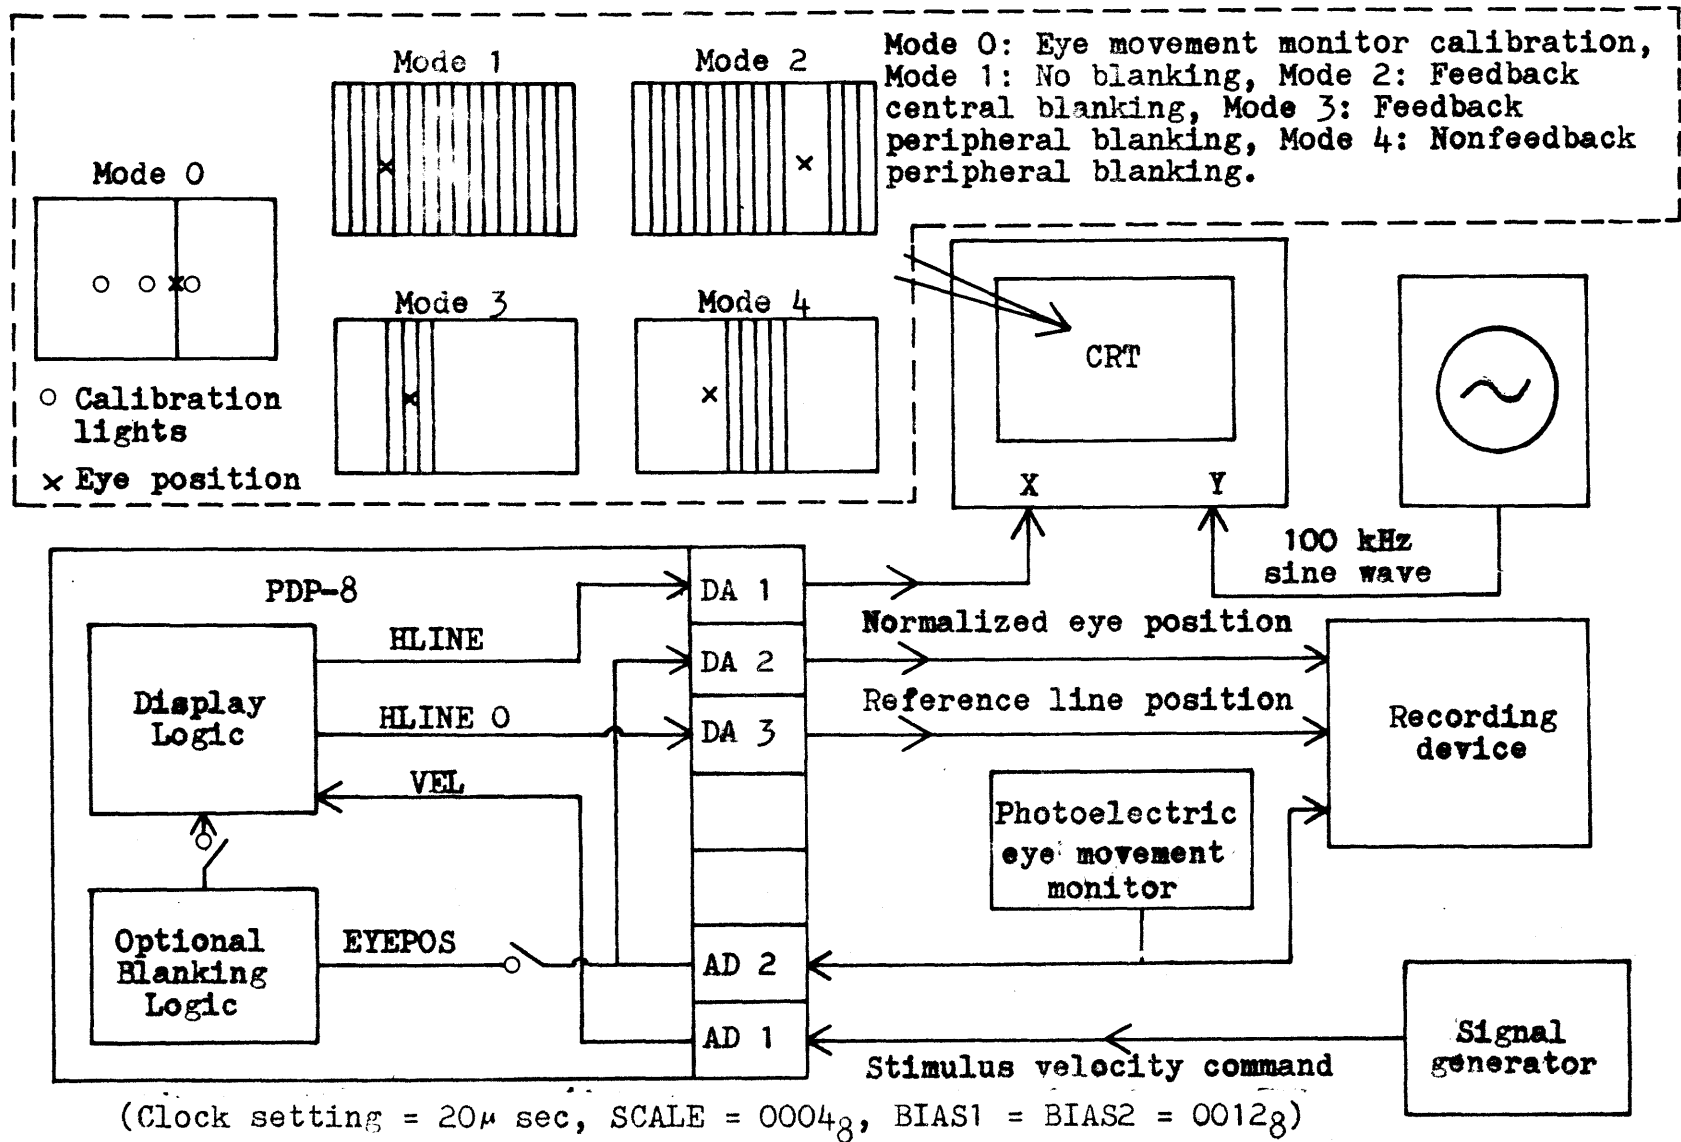 Mode 0: Eye movement monitor calibration,
Mode 1: No blanking, Mode 2: Feedback
central blanking, Mode 3: Feedback
peripheral blanking, Mode 4: Nonfeedback
peripheral blanking.
Mode 1
Mode 2
Mode 0
Mode 3
Mode 4
○ Calibration
lights
× Eye position
CRT
X
Y
100 kHz
sine wave
PDP-8
DA 1
HLINE
Normalized eye position
DA 2
Display
Logic
HLINE 0
DA 3
Reference line position
Recording
device
VEL
Photoelectric
eye movement
monitor
Optional
Blanking
Logic
EYEPOS
AD 2
AD 1
Stimulus velocity command
Signal
generator
(Clock setting = 20μ sec, SCALE = 0004₈, BIAS1 = BIAS2 = 0012₈)